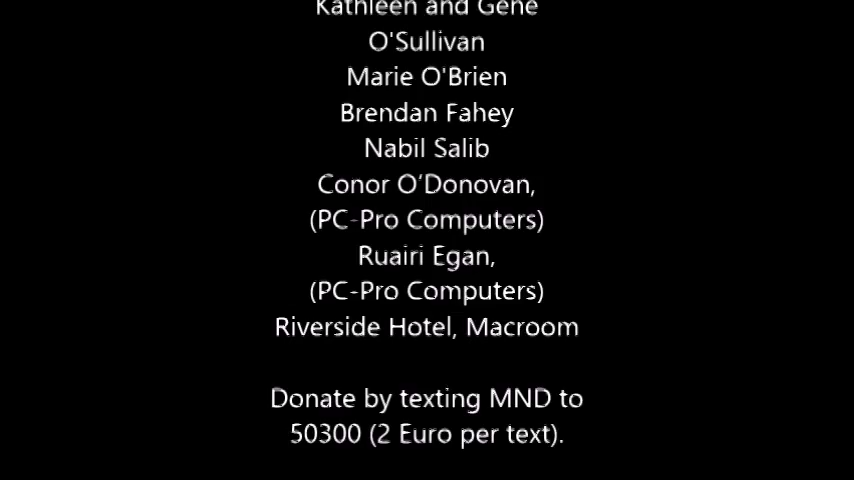 Kathleen and Gene
O'Sullivan
Marie O'Brien
Brendan Fahey
Nabil Salib
Conor O'Donovan,
(PC-Pro Computers)
Ruairi Egan,
(PC-Pro Computers)
Riverside Hotel, Macroom
Donate by texting MND to
50300 (2 Euro per text).